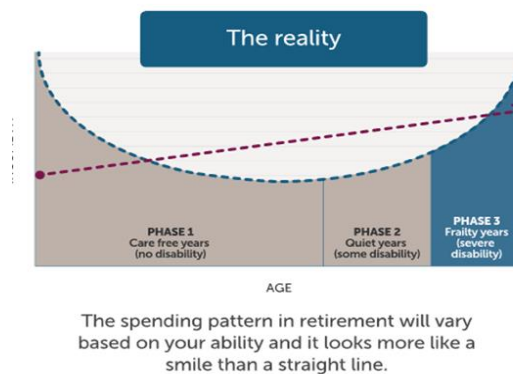 The reality
PHASE 1
Care free years
(no disability)
PHASE 2
Quiet years
(some disability)
PHASE 3
Frailty years
(severe
disability)
AGE
The spending pattern in retirement will vary
based on your ability and it looks more like a
smile than a straight line.